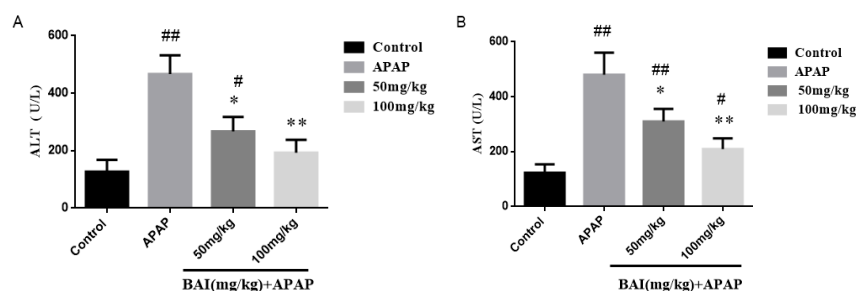 A
ALT ( U/L)
600
400
200
0
##
#
*
**
Control
APAP
50mg/kg
100mg/kg
BAI(mg/kg)+APAP
Control
APAP
50mg/kg
100mg/kg
B
AST (U/L)
600
400
200
0
##
##
*
#
**
Control
APAP
50mg/kg
100mg/kg
BAI(mg/kg)+APAP
Control
APAP
50mg/kg
100mg/kg